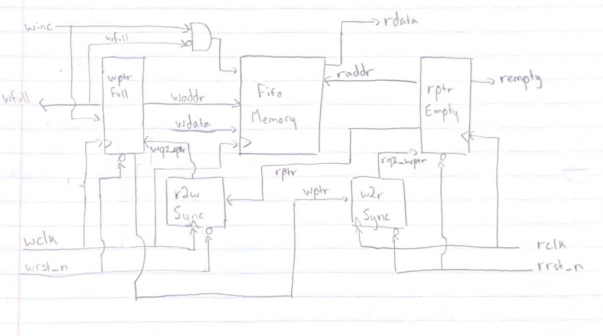 winc
wfull
rdata
wptr
Full
Fifo
Memory
raddr
rptr
Empty
rempty
wfull
waddr
wdata
wq2_rptr
rq2_wptr
r2w
Sync
rptr
wptr
w2r
Sync
wclk
rclk
wrst_n
rrst_n